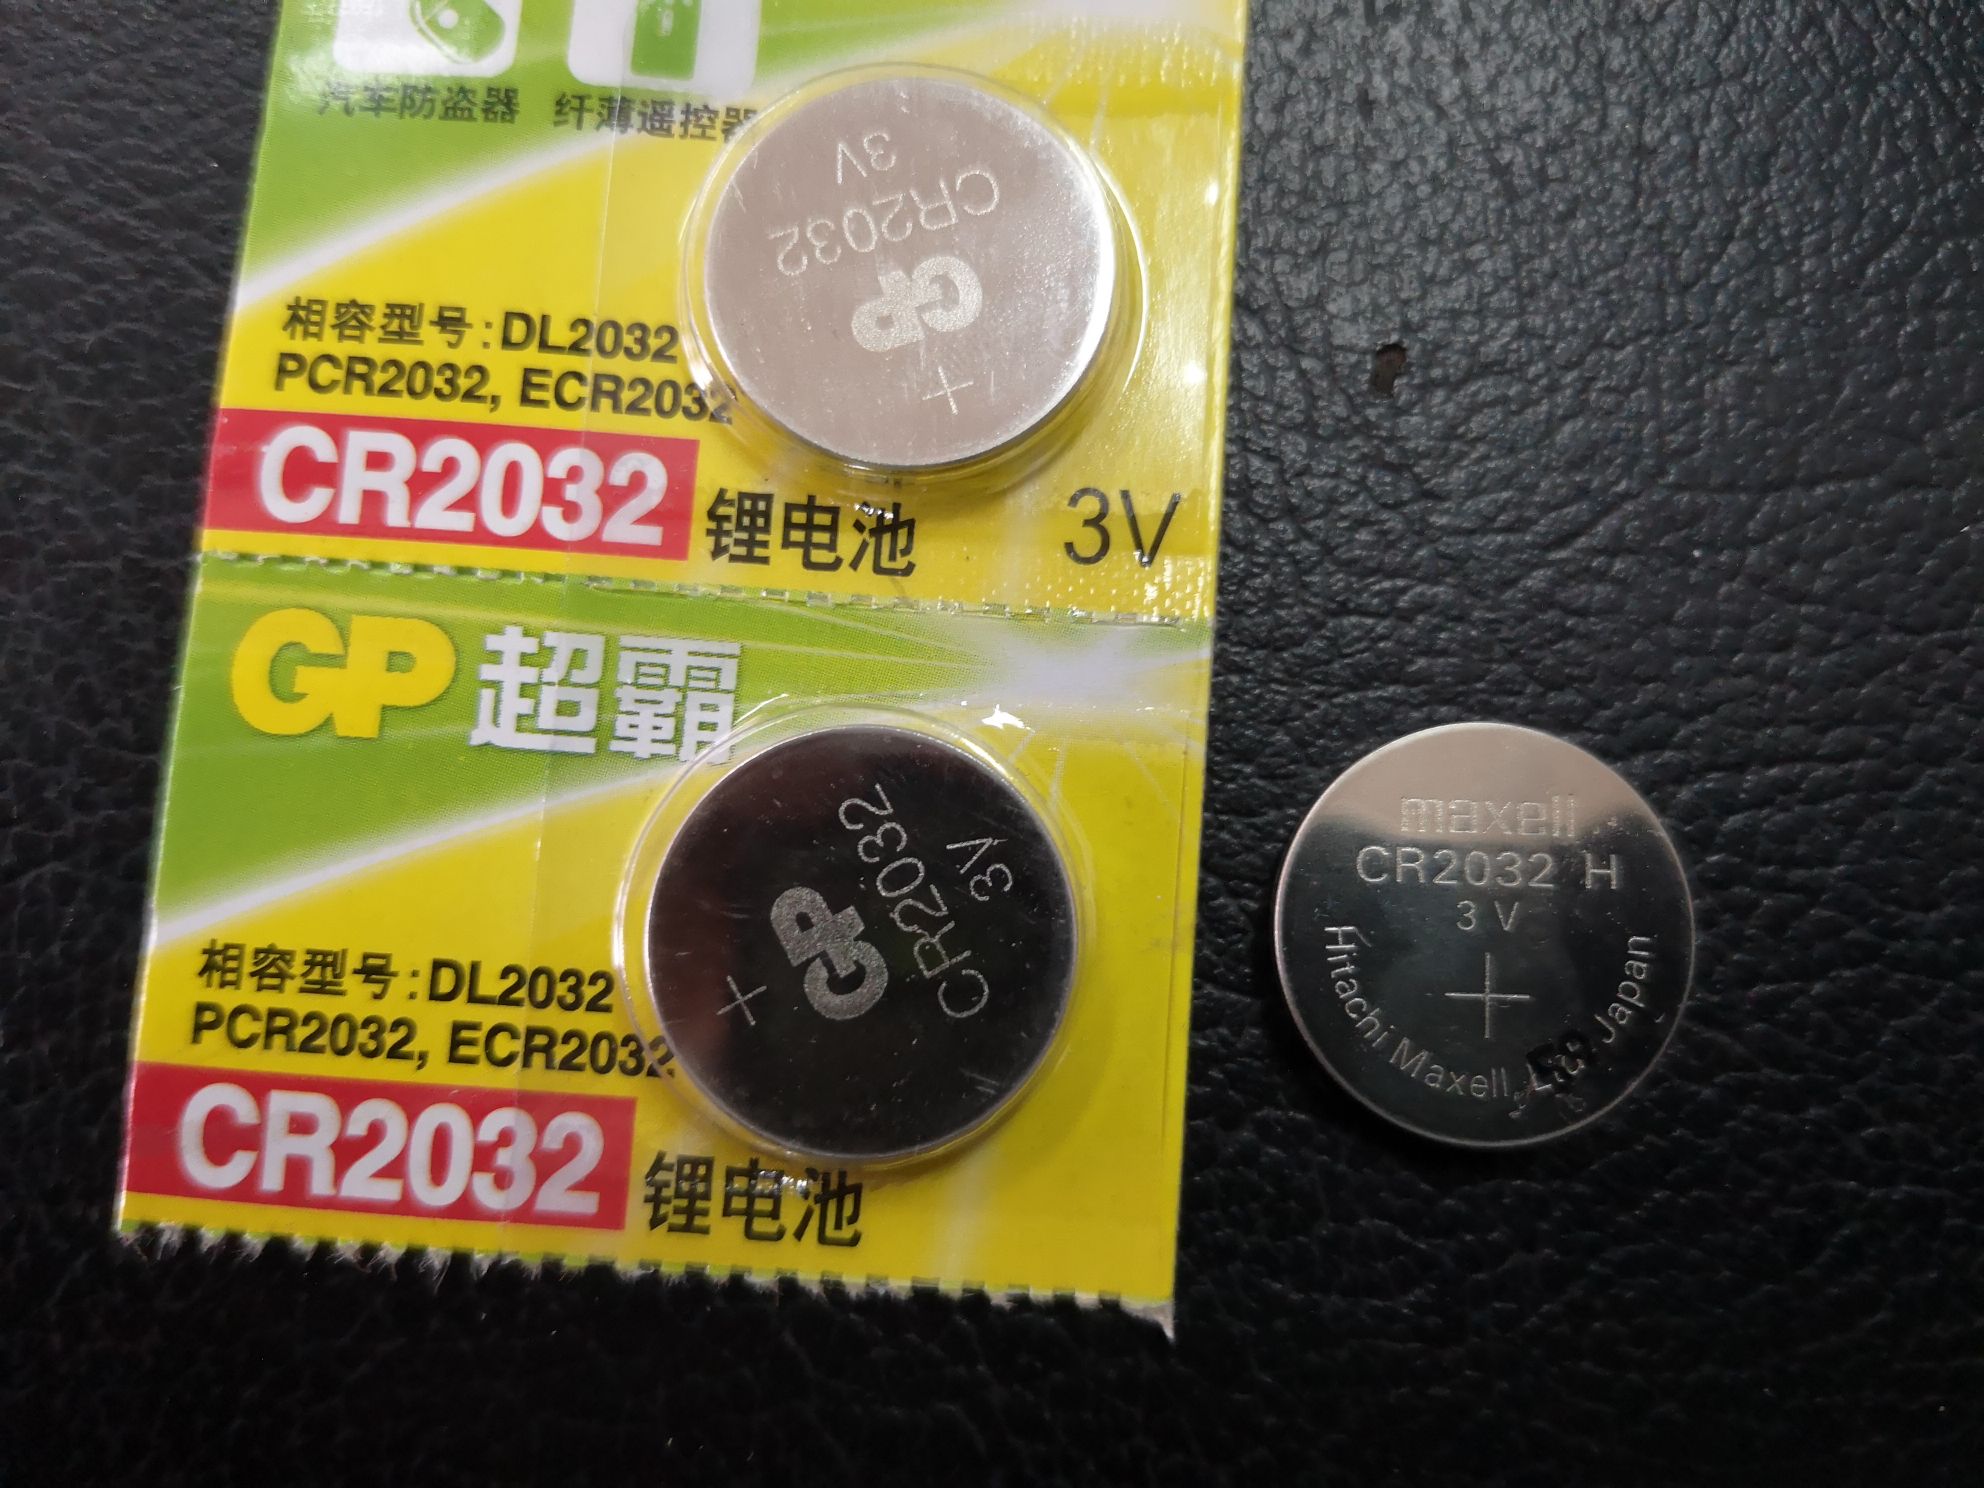 汽车防盗器 纤薄遥控器
3V
CR2032
GP
+
相容型号:DL2032
PCR2032, ECR2032
CR2032 锂电池 3V
GP 超霸
CR2032
3V
GP
+
相容型号:DL2032
PCR2032, ECR2032
CR2032 锂电池
maxell
CR2032 H
3 V
+
Hitachi Maxell, Ltd. Japan